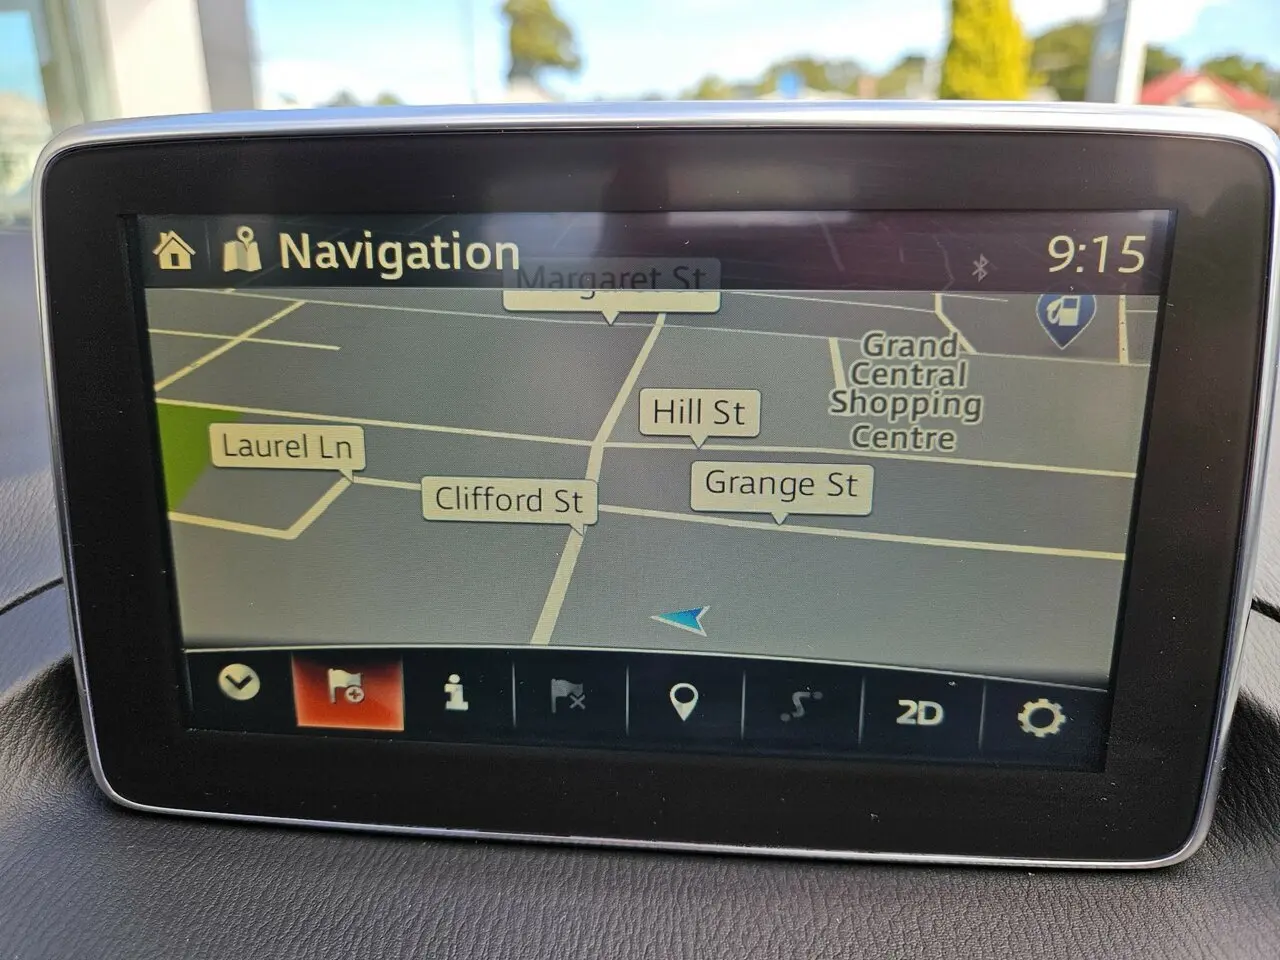 Navigation
9:15
Margaret St
Grand
Central
Shopping
Centre
Hill St
Laurel Ln
Grange St
Clifford St
2D